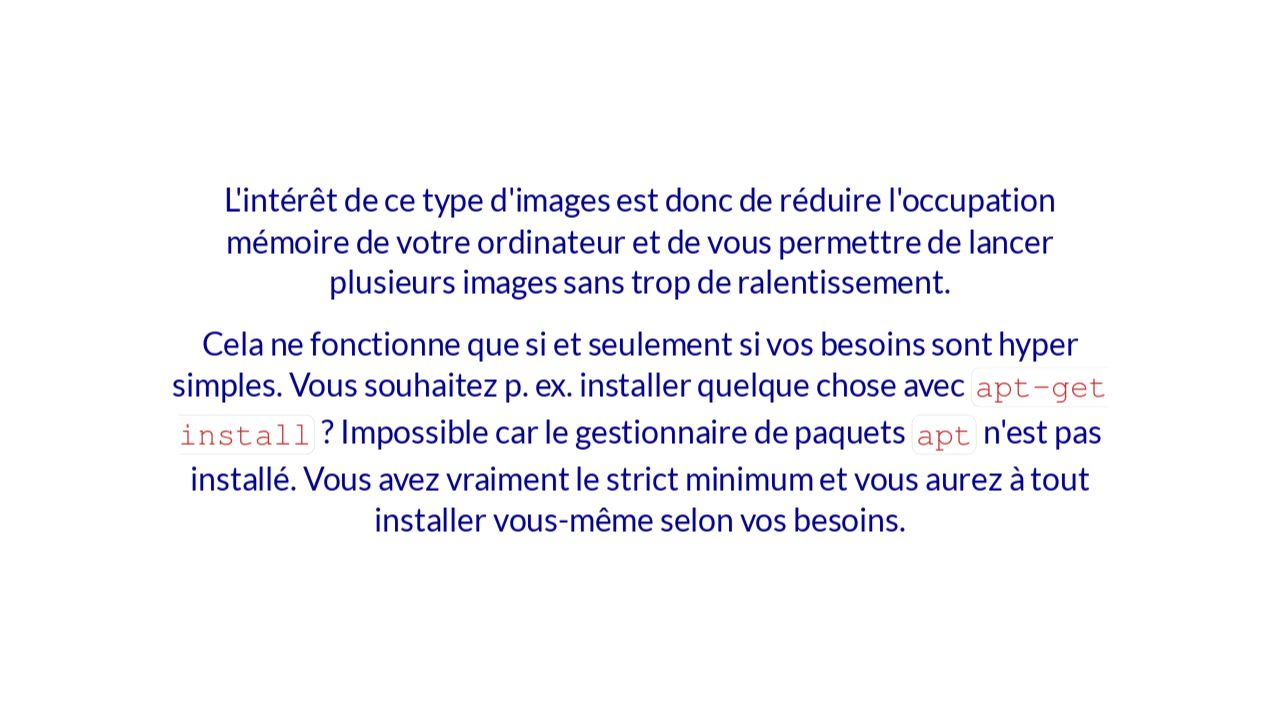 L'intérêt de ce type d'images est donc de réduire l'occupation
mémoire de votre ordinateur et de vous permettre de lancer
plusieurs images sans trop de ralentissement.
Cela ne fonctionne que si et seulement si vos besoins sont hyper
simples. Vous souhaitez p. ex. installer quelque chose avec apt-get
install ? Impossible car le gestionnaire de paquets apt n'est pas
installé. Vous avez vraiment le strict minimum et vous aurez à tout
installer vous-même selon vos besoins.